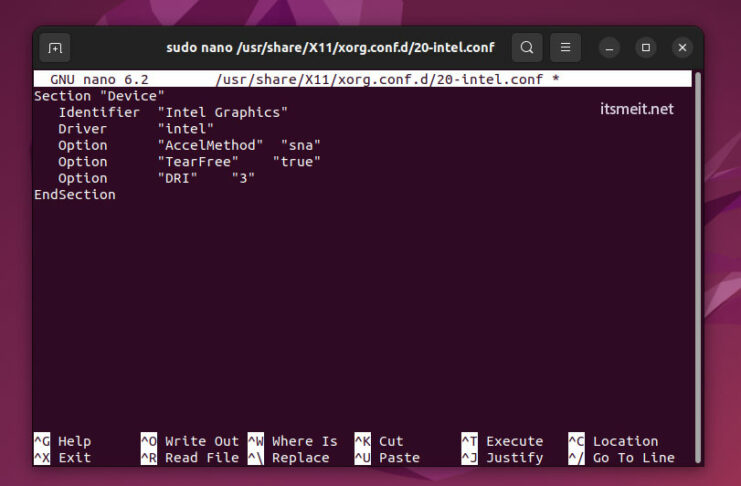 sudo nano /usr/share/X11/xorg.conf.d/20-intel.conf
GNU nano 6.2 /usr/share/X11/xorg.conf.d/20-intel.conf *
Section "Device"
   Identifier  "Intel Graphics"
   Driver      "intel"
   Option      "AccelMethod"  "sna"
   Option      "TearFree"    "true"
   Option      "DRI"    "3"
EndSection
itsmeit.net
^G Help ^O Write Out ^W Where Is ^K Cut ^T Execute ^C Location
^X Exit ^R Read File ^\ Replace ^U Paste ^J Justify ^/ Go To Line